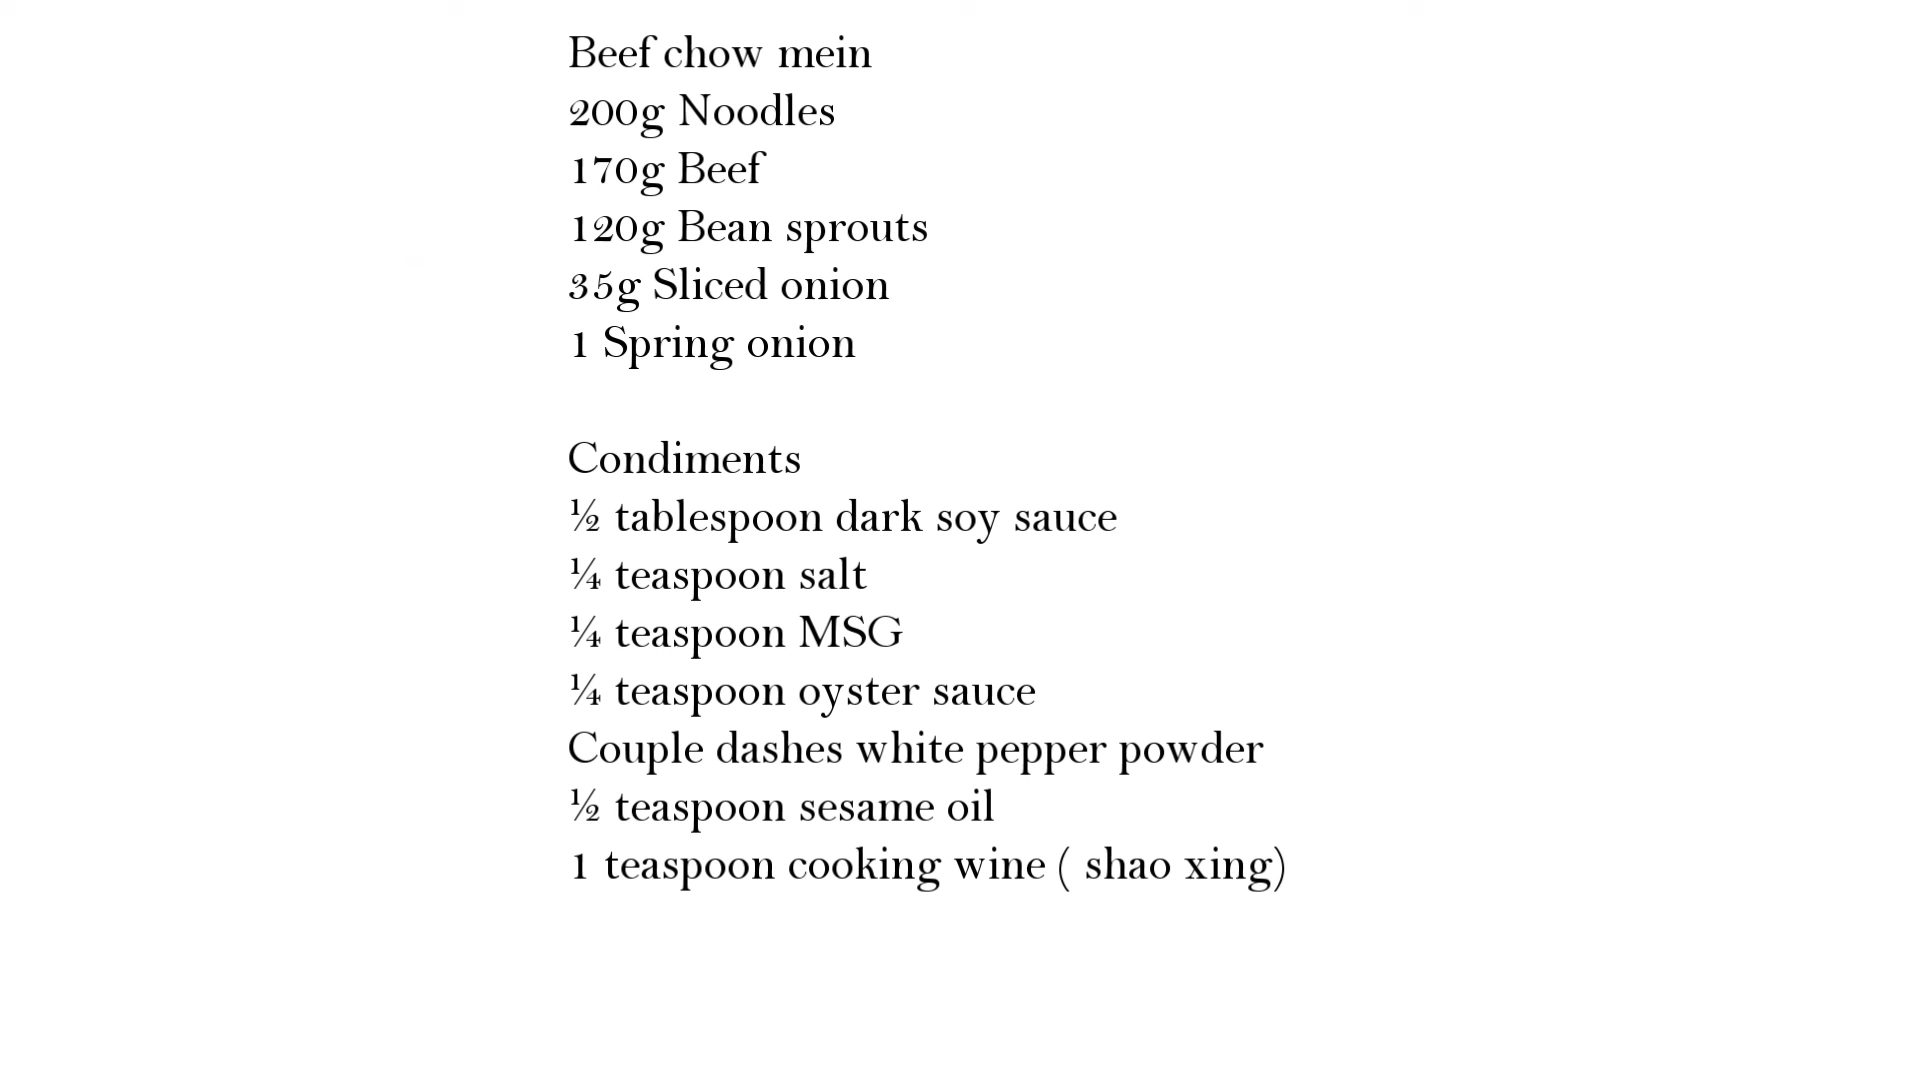 Beef chow mein
200g Noodles
170g Beef
120g Bean sprouts
35g Sliced onion
1 Spring onion
Condiments
½ tablespoon dark soy sauce
¼ teaspoon salt
¼ teaspoon MSG
¼ teaspoon oyster sauce
Couple dashes white pepper powder
½ teaspoon sesame oil
1 teaspoon cooking wine ( shao xing)